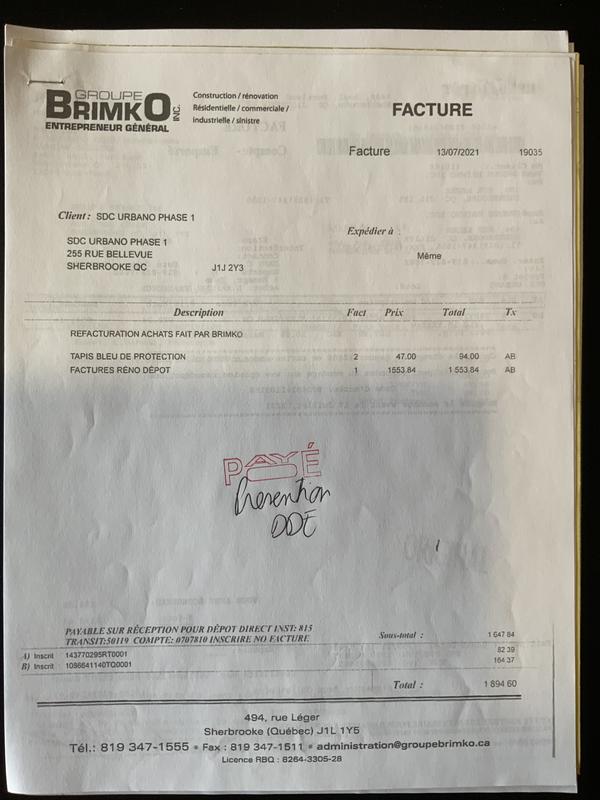 GROUPE
BRIMKO INC.
ENTREPRENEUR GÉNÉRAL
Construction / rénovation
Résidentielle / commerciale /
industrielle / sinistre
FACTURE
Facture 13/07/2021 19035
Client : SDC URBANO PHASE 1
Expédier à :
SDC URBANO PHASE 1
255 RUE BELLEVUE
SHERBROOKE QC J1J 2Y3
Même
Description Fact Prix Total Tx
REFACTURATION ACHATS FAIT PAR BRIMKO
TAPIS BLEU DE PROTECTION 2 47.00 94.00 AB
FACTURES RÉNO DÉPOT 1 1553.84 1 553.84 AB
PAYÉ
Prevention
DDE
PAYABLE SUR RÉCEPTION POUR DÉPOT DIRECT INST: 815
TRANSIT:50119 COMPTE: 0707810 INSCRIRE NO FACTURE
Sous-total : 1 647 84
A) Inscrit 143770295RT0001 82 39
B) Inscrit 1086641140TQ0001 164 37
Total : 1 894 60
494, rue Léger
Sherbrooke (Québec) J1L 1Y5
Tél.: 819 347-1555 • Fax : 819 347-1511 • administration@groupebrimko.ca
Licence RBQ : 8264-3305-28